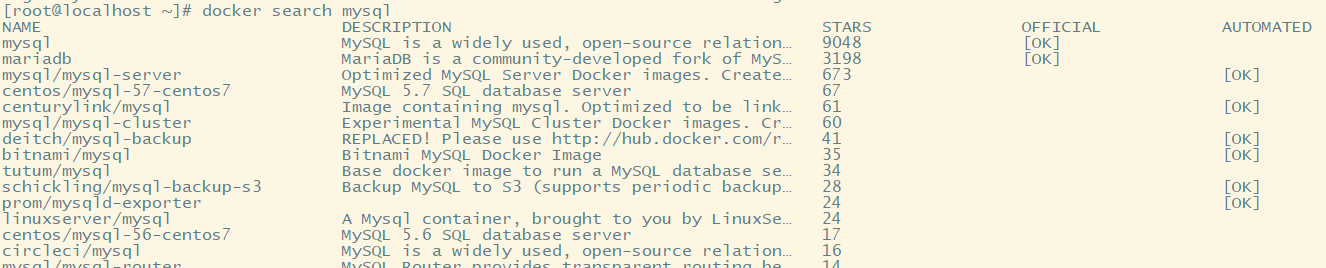 [root@localhost ~]# docker search mysql
NAME DESCRIPTION STARS OFFICIAL AUTOMATED
mysql MySQL is a widely used, open-source relation… 9048 [OK]
mariadb MariaDB is a community-developed fork of MyS… 3198 [OK]
mysql/mysql-server Optimized MySQL Server Docker images. Create… 673 [OK]
centos/mysql-57-centos7 MySQL 5.7 SQL database server 67
centurylink/mysql Image containing mysql. Optimized to be link… 61 [OK]
mysql/mysql-cluster Experimental MySQL Cluster Docker images. Cr… 60
deitch/mysql-backup REPLACED! Please use http://hub.docker.com/r… 41 [OK]
bitnami/mysql Bitnami MySQL Docker Image 35 [OK]
tutum/mysql Base docker image to run a MySQL database se… 34
schickling/mysql-backup-s3 Backup MySQL to S3 (supports periodic backup… 28 [OK]
prom/mysqld-exporter 24 [OK]
linuxserver/mysql A Mysql container, brought to you by LinuxSe… 24
centos/mysql-56-centos7 MySQL 5.6 SQL database server 17
circleci/mysql MySQL is a widely used, open-source relation… 16
mysql/mysql-router MySQL Router provides transparent routing be… 14